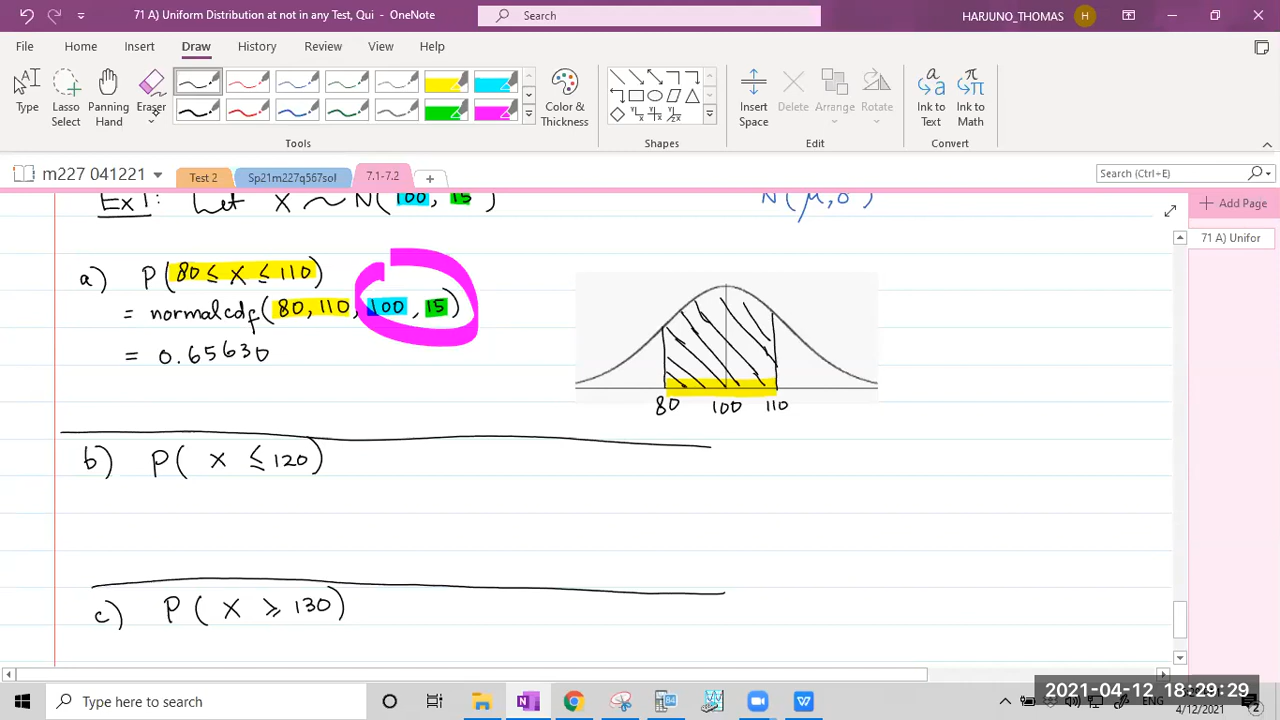 71 A) Uniform Distribution at not in any Test, Qui - OneNote
Search
HARJUNO_THOMAS
H
File Home Insert Draw History Review View Help
Type
Lasso Select
Panning Hand
Eraser
Color & Thickness
Insert Space
Delete
Arrange
Rotate
Ink to Text
Ink to Math
Tools
Shapes
Edit
Convert
m227 041221
Test 2
Sp21m227q567sol
7.1-7.2
Search (Ctrl+E)
Add Page
71 A) Unifor
Ex1: Let X ~ N(100, 15)
N(μ,σ)
a) P(80 ≤ X ≤ 110)
= normalcdf(80, 110, 100, 15)
= 0.65630
80 100 110
b) P( X ≤ 120)
c) P( X ≥ 130)
Type here to search
2021-04-12 18:29:29
4/12/2021